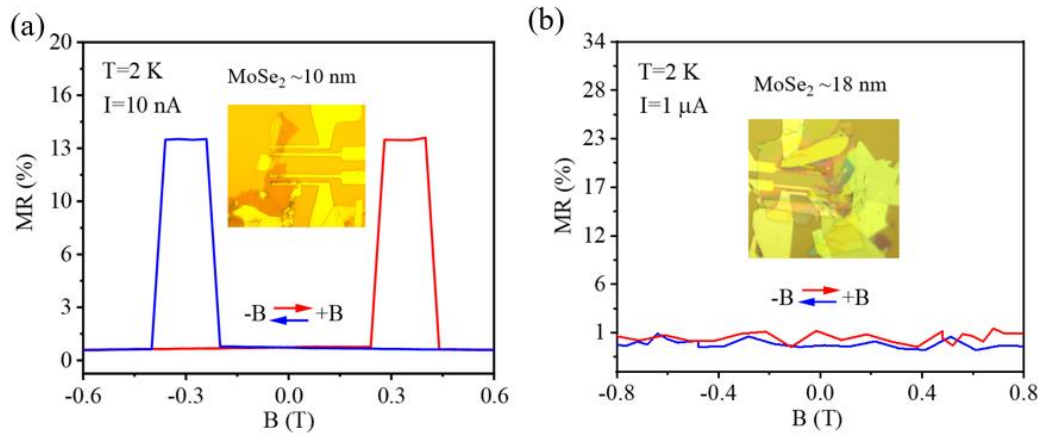 (a)
20
16
13
10
6
3
0
MR (%)
T=2 K
I=10 nA
MoSe₂ ~10 nm
-B +B
-0.6 -0.3 0.0 0.3 0.6
B (T)
(b)
34
28
23
17
12
6
1
MR (%)
T=2 K
I=1 μA
MoSe₂ ~18 nm
-B +B
-0.8 -0.4 0.0 0.4 0.8
B (T)